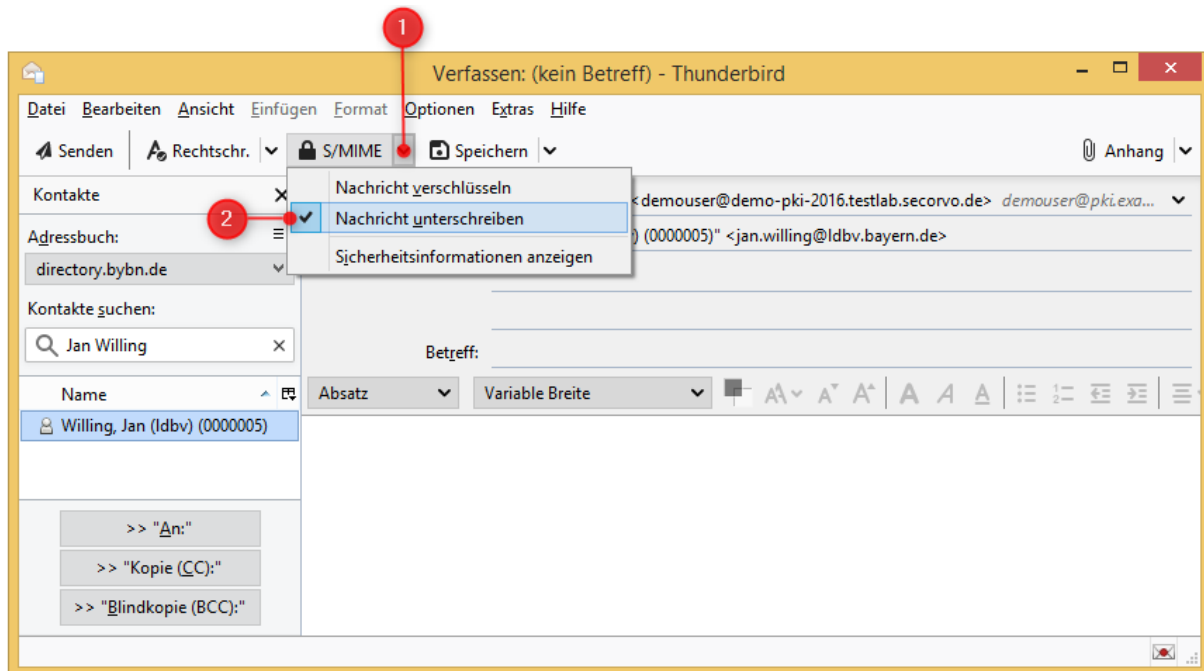 1
Verfassen: (kein Betreff) - Thunderbird
Datei Bearbeiten Ansicht Einfügen Format Optionen Extras Hilfe
Senden Rechtschr. S/MIME Speichern Anhang
Kontakte
Nachricht verschlüsseln
<demouser@demo-pki-2016.testlab.secorvo.de> demouser@pki.exa...
2
Nachricht unterschreiben
Adressbuch:
) (0000005)" <jan.willing@ldbv.bayern.de>
Sicherheitsinformationen anzeigen
directory.bybn.de
Kontakte suchen:
Jan Willing
Betreff:
Name
Absatz Variable Breite
Willing, Jan (ldbv) (0000005)
>> "An:"
>> "Kopie (CC):"
>> "Blindkopie (BCC):"